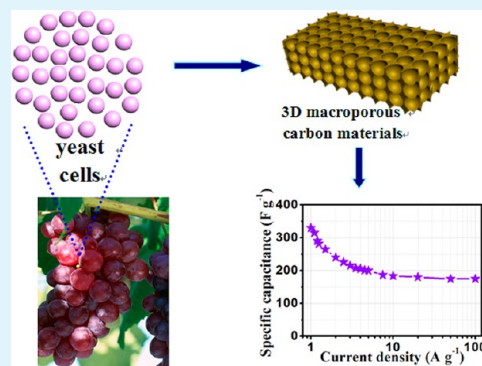 yeast
cells
3D macroporous
carbon materials
Specific capacitance (F g⁻¹)
400
300
200
100
0
1
10
100
Current density (A g⁻¹)